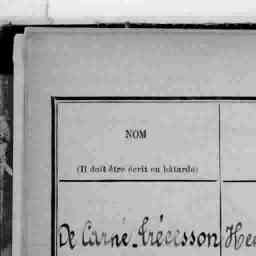 NOM
(Il doit être écrit en bâtarde)
De Carné-Trécesson